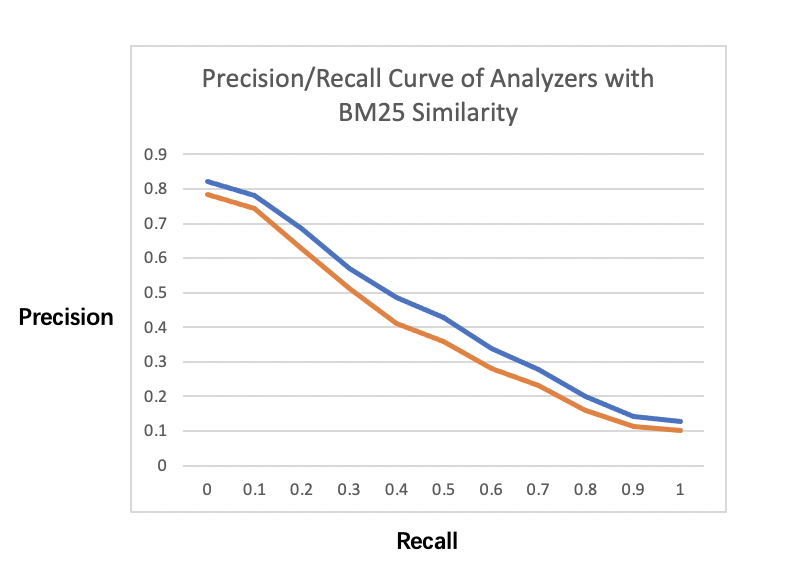 Precision/Recall Curve of Analyzers with
BM25 Similarity
0.9
0.8
0.7
0.6
0.5
0.4
0.3
0.2
0.1
0
Precision
0 0.1 0.2 0.3 0.4 0.5 0.6 0.7 0.8 0.9 1
Recall